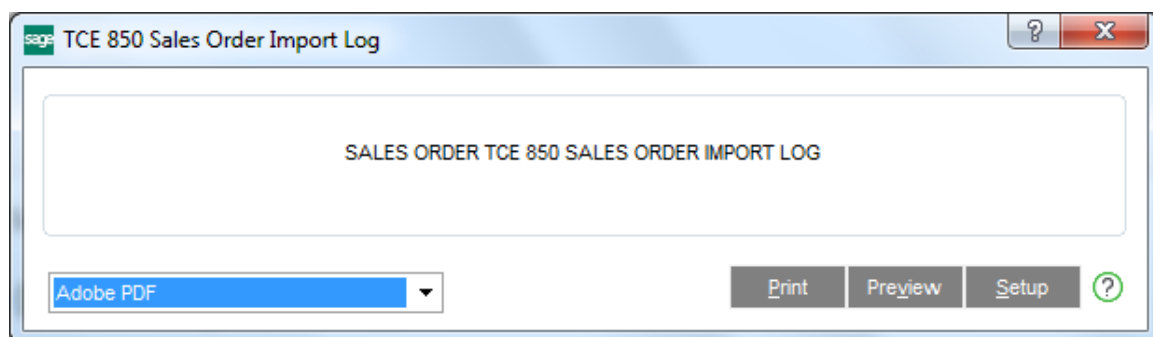 sage TCE 850 Sales Order Import Log ?
SALES ORDER TCE 850 SALES ORDER IMPORT LOG
Adobe PDF Print Preview Setup ?